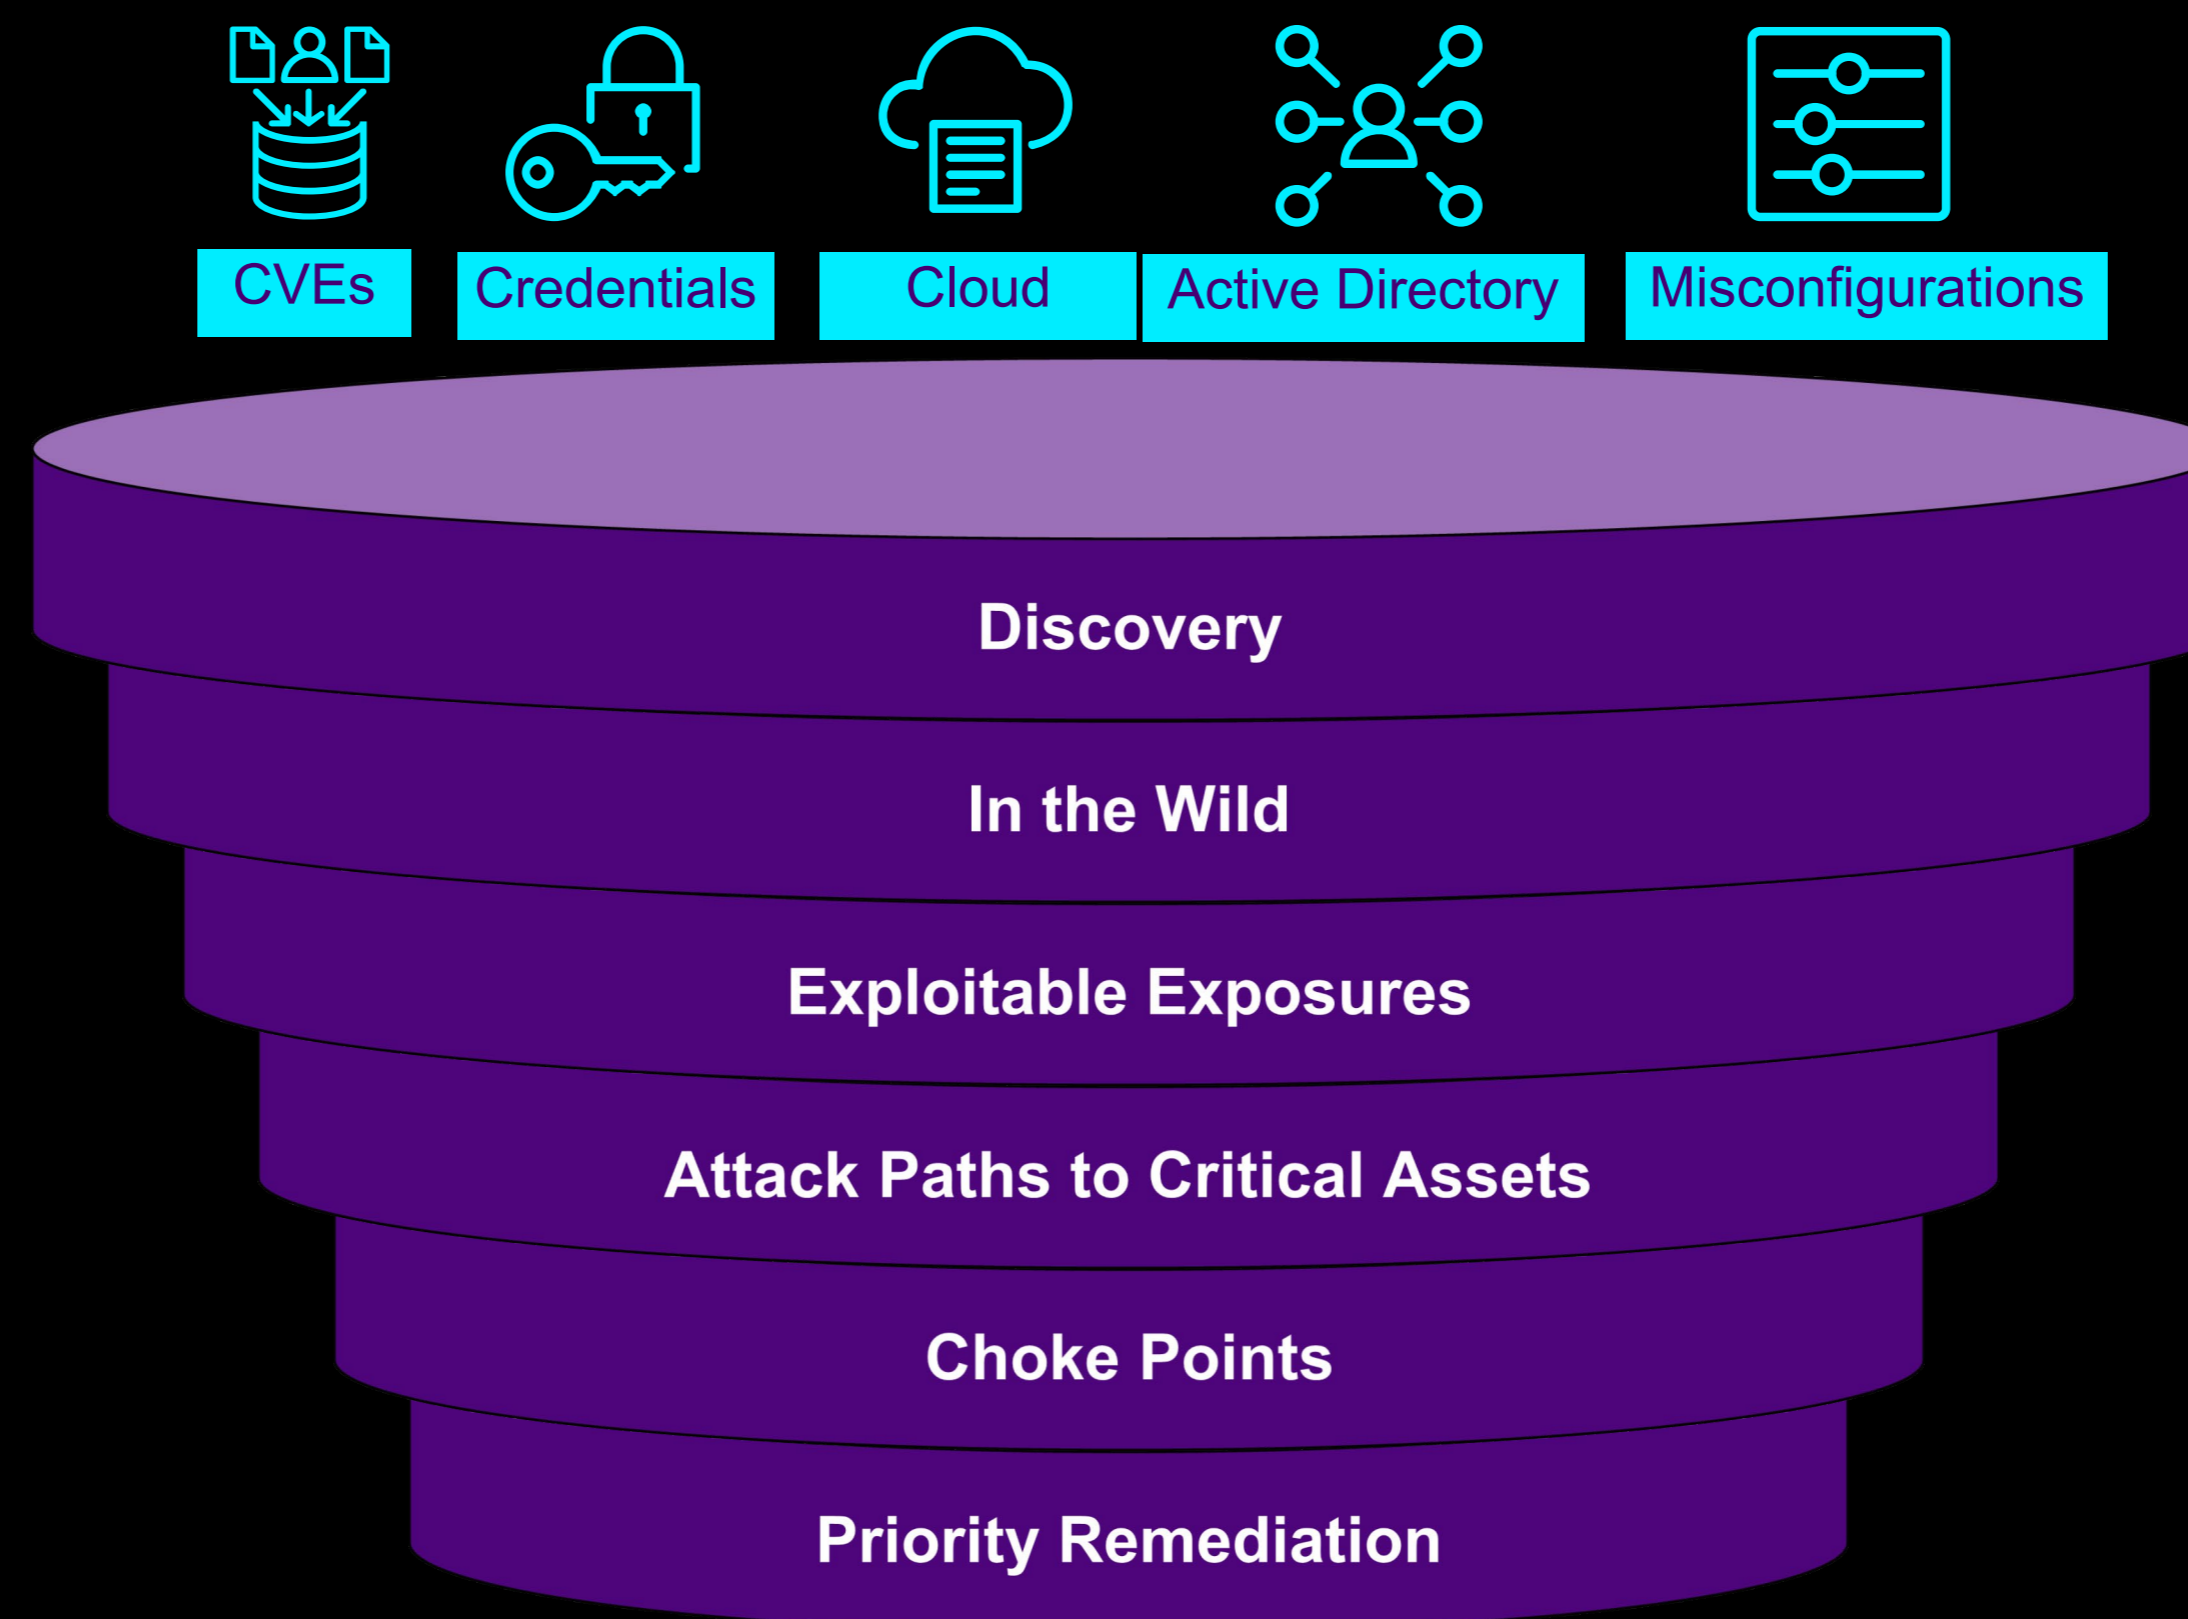 CVEs
Credentials
Cloud
Active Directory
Misconfigurations
Discovery
In the Wild
Exploitable Exposures
Attack Paths to Critical Assets
Choke Points
Priority Remediation